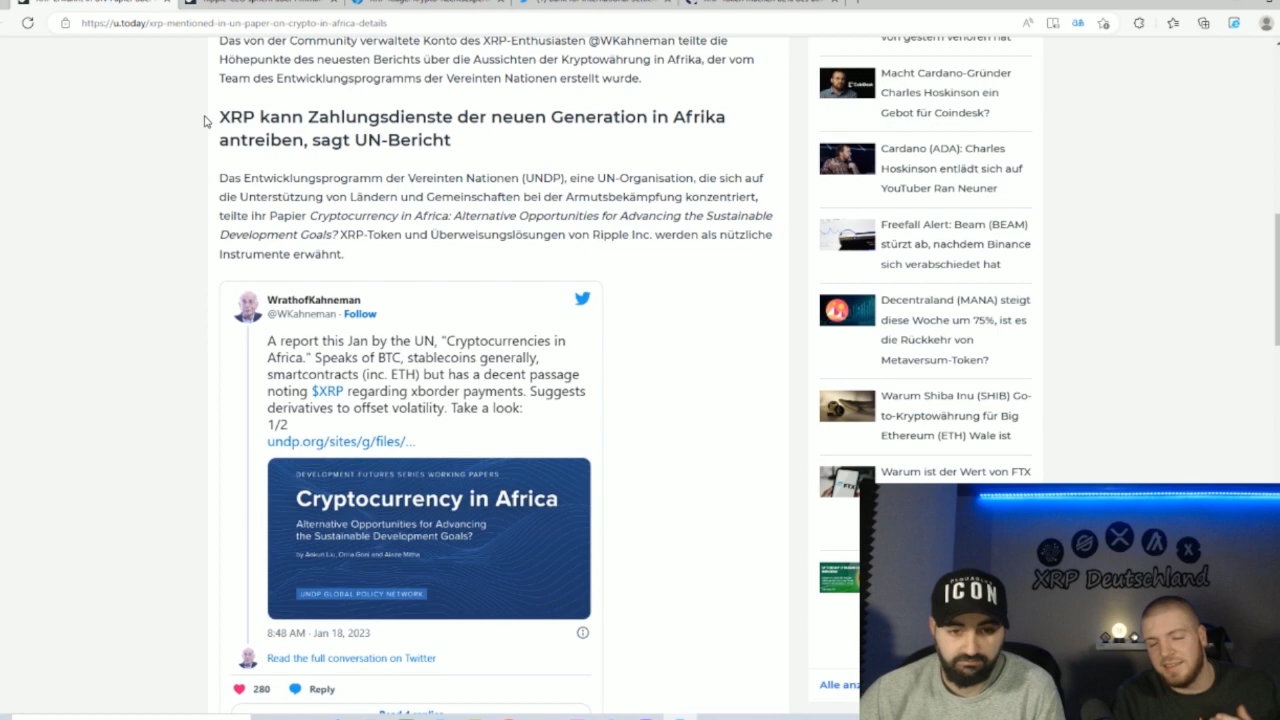 https://u.today/xrp-mentioned-in-un-paper-on-crypto-in-africa-details
Das von der Community verwaltete Konto des XRP-Enthusiasten @WKahneman teilte die
Höhepunkte des neuesten Berichts über die Aussichten der Kryptowährung in Afrika, der vom
Team des Entwicklungsprogramms der Vereinten Nationen erstellt wurde.
XRP kann Zahlungsdienste der neuen Generation in Afrika
antreiben, sagt UN-Bericht
Das Entwicklungsprogramm der Vereinten Nationen (UNDP), eine UN-Organisation, die sich auf
die Unterstützung von Ländern und Gemeinschaften bei der Armutsbekämpfung konzentriert,
teilte ihr Papier Cryptocurrency in Africa: Alternative Opportunities for Advancing the Sustainable
Development Goals? XRP-Token und Überweisungslösungen von Ripple Inc. werden als nützliche
Instrumente erwähnt.
WrathofKahneman
@WKahneman · Follow
A report this Jan by the UN, "Cryptocurrencies in
Africa." Speaks of BTC, stablecoins generally,
smartcontracts (inc. ETH) but has a decent passage
noting $XRP regarding xborder payments. Suggests
derivatives to offset volatility. Take a look:
1/2
undp.org/sites/g/files/...
DEVELOPMENT FUTURES SERIES WORKING PAPERS
Cryptocurrency in Africa
Alternative Opportunities for Advancing
the Sustainable Development Goals?
UNDP GLOBAL POLICY NETWORK
8:48 AM · Jan 18, 2023
Read the full conversation on Twitter
280 Reply
von gestern verloren hat
Macht Cardano-Gründer
Charles Hoskinson ein
Gebot für Coindesk?
Cardano (ADA): Charles
Hoskinson entlädt sich auf
YouTuber Ran Neuner
Freefall Alert: Beam (BEAM)
stürzt ab, nachdem Binance
sich verabschiedet hat
Decentraland (MANA) steigt
diese Woche um 75%, ist es
die Rückkehr von
Metaversum-Token?
Warum Shiba Inu (SHIB) Go-
to-Kryptowährung für Big
Ethereum (ETH) Wale ist
Warum ist der Wert von FTX
Alle
XRP Deutschland
ICON